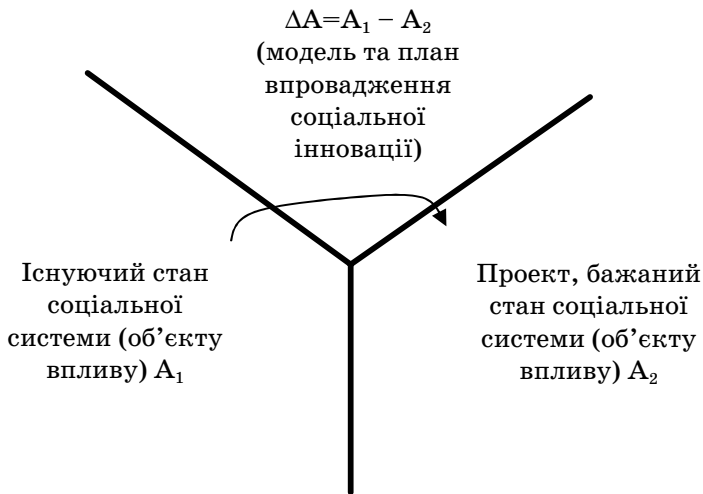 ΔA=A₁ – A₂
(модель та план
впровадження
соціальної
інновації)
Існуючий стан
соціальної
системи (об’єкту
впливу) A₁
Проект, бажаний
стан соціальної
системи (об’єкту
впливу) A₂